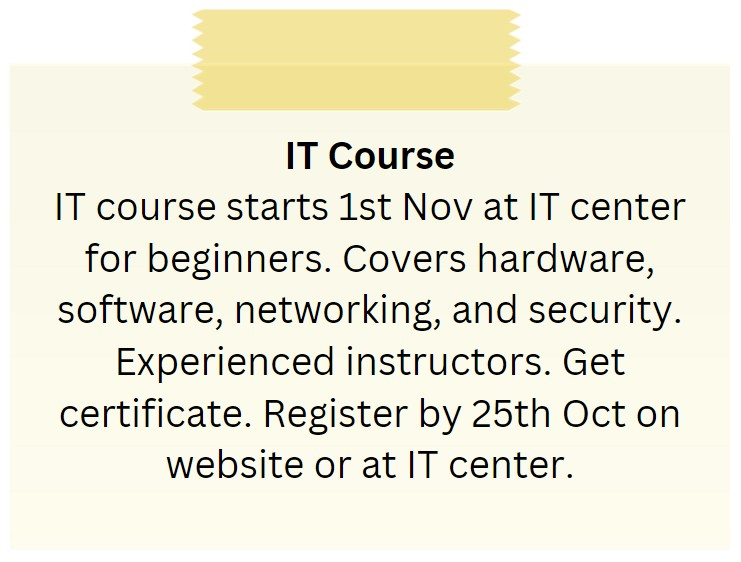 IT Course
IT course starts 1st Nov at IT center
for beginners. Covers hardware,
software, networking, and security.
Experienced instructors. Get
certificate. Register by 25th Oct on
website or at IT center.